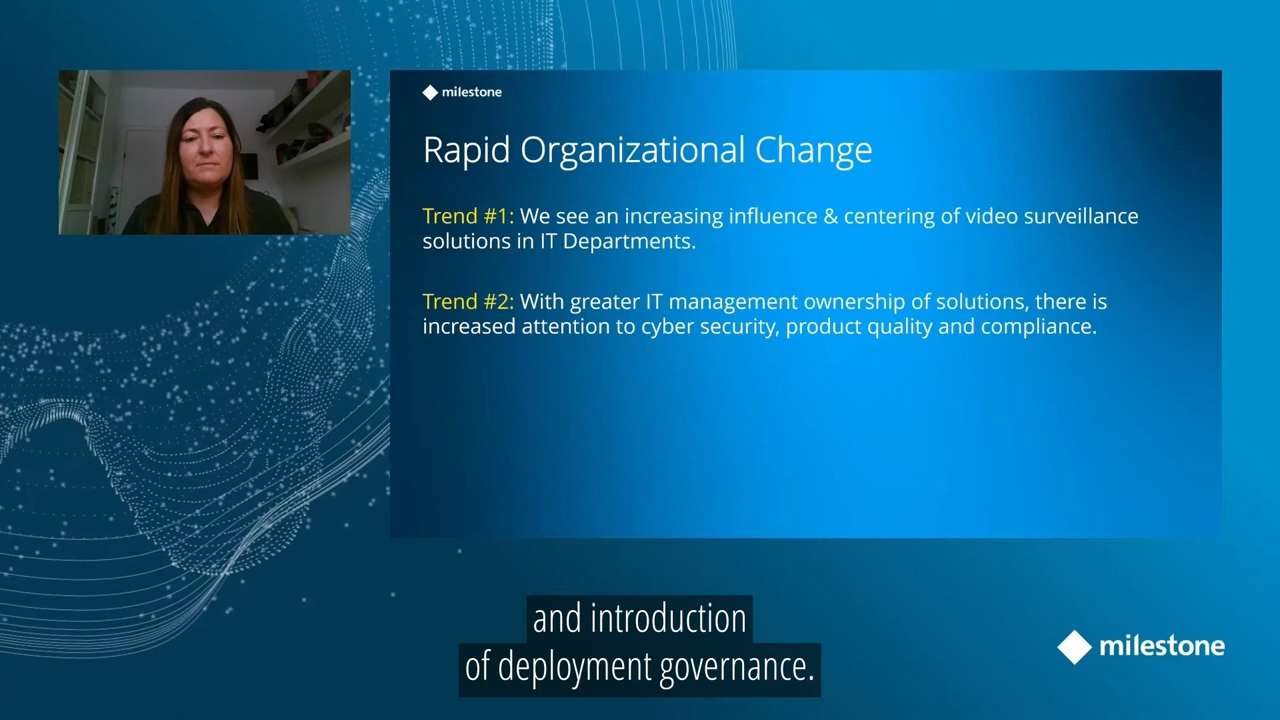 milestone
Rapid Organizational Change
Trend #1: We see an increasing influence & centering of video surveillance
solutions in IT Departments.
Trend #2: With greater IT management ownership of solutions, there is
increased attention to cyber security, product quality and compliance.
and introduction
of deployment governance.
milestone